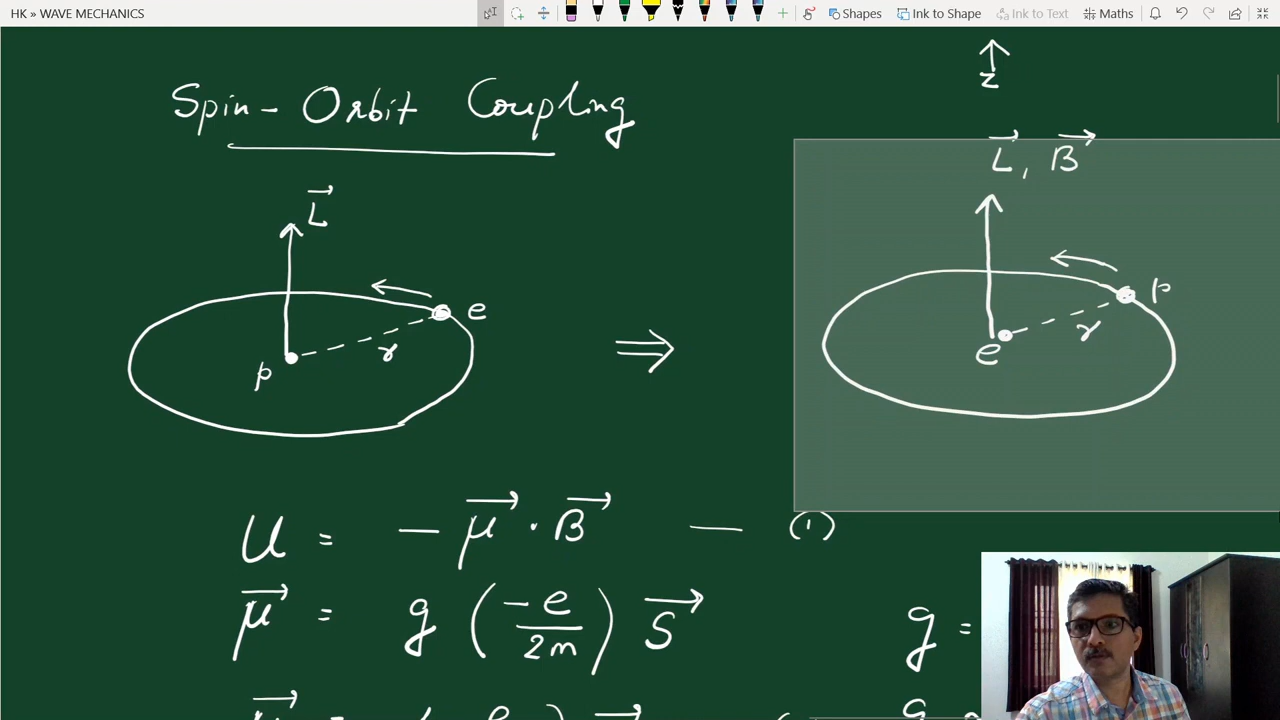 HK » WAVE MECHANICS
Shapes Ink to Shape Ink to Text Maths
Spin-Orbit Coupling
z
L⃗
L⃗, B⃗
e
p
r
⇒
p
e
r
U = - μ⃗ · B⃗ — (1)
μ⃗ = g (-e/2m) S⃗
g =